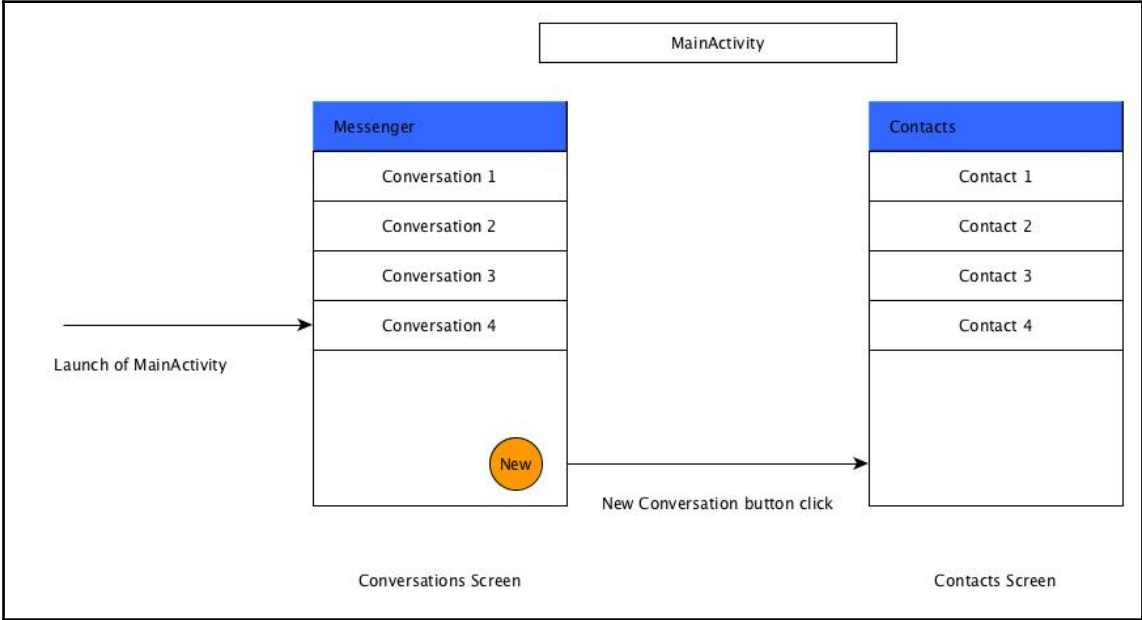 MainActivity
Messenger
Contacts
Conversation 1
Contact 1
Conversation 2
Contact 2
Conversation 3
Contact 3
Conversation 4
Contact 4
Launch of MainActivity
New
New Conversation button click
Conversations Screen
Contacts Screen